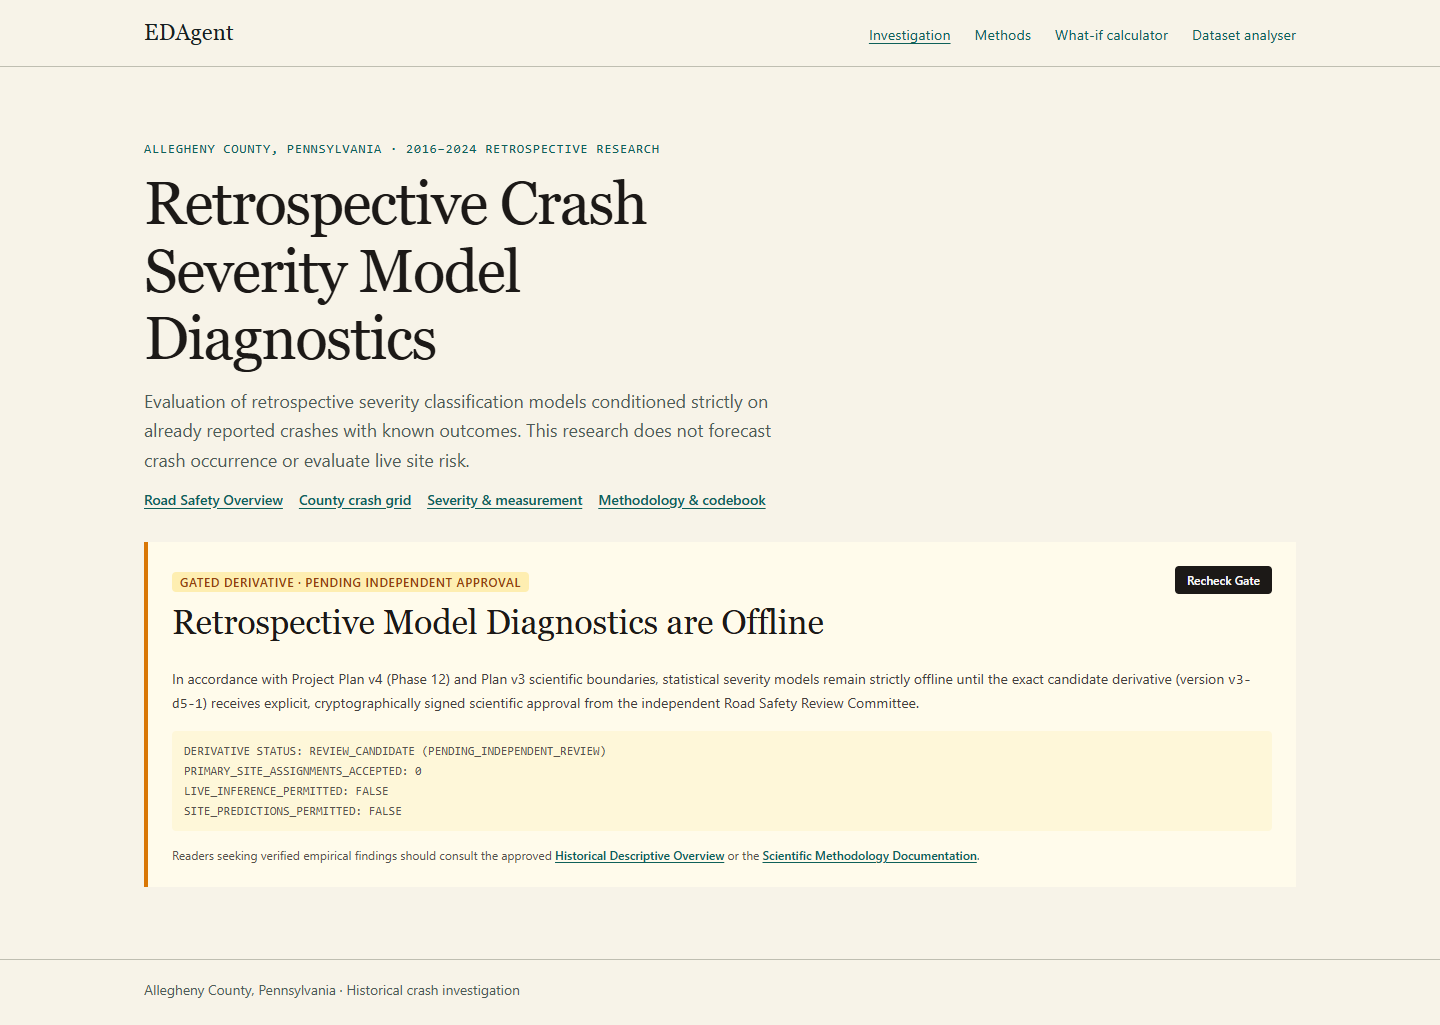 EDAgent
Investigation
Methods
What-if calculator
Dataset analyser
ALLEGHENY COUNTY, PENNSYLVANIA · 2016–2024 RETROSPECTIVE RESEARCH
Retrospective Crash
Severity Model
Diagnostics
Evaluation of retrospective severity classification models conditioned strictly on
already reported crashes with known outcomes. This research does not forecast
crash occurrence or evaluate live site risk.
Road Safety Overview
County crash grid
Severity & measurement
Methodology & codebook
GATED DERIVATIVE · PENDING INDEPENDENT APPROVAL
Recheck Gate
Retrospective Model Diagnostics are Offline
In accordance with Project Plan v4 (Phase 12) and Plan v3 scientific boundaries, statistical severity models remain strictly offline until the exact candidate derivative (version v3-
d5-1) receives explicit, cryptographically signed scientific approval from the independent Road Safety Review Committee.
DERIVATIVE STATUS: REVIEW_CANDIDATE (PENDING_INDEPENDENT_REVIEW)
PRIMARY_SITE_ASSIGNMENTS_ACCEPTED: 0
LIVE_INFERENCE_PERMITTED: FALSE
SITE_PREDICTIONS_PERMITTED: FALSE
Readers seeking verified empirical findings should consult the approved Historical Descriptive Overview or the Scientific Methodology Documentation.
Allegheny County, Pennsylvania · Historical crash investigation